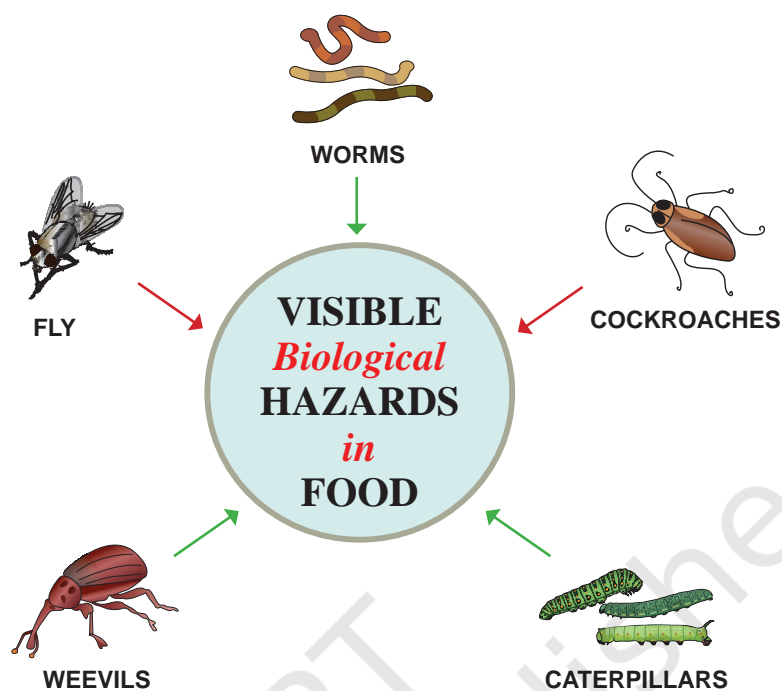 WORMS
FLY
COCKROACHES
VISIBLE
Biological
HAZARDS
in
FOOD
WEEVILS
CATERPILLARS